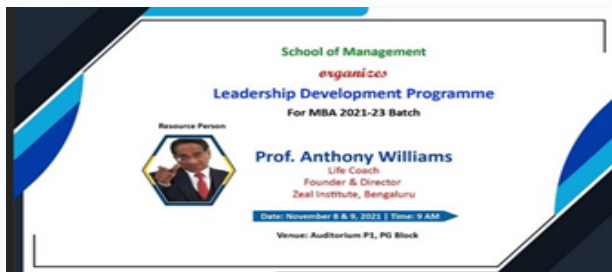 School of Management
organizes
Leadership Development Programme
For MBA 2021-23 Batch
Resource Person
Prof. Anthony Williams
Life Coach
Founder & Director
Zeal Institute, Bengaluru
Date: November 8 & 9, 2021 | Time: 9 AM
Venue: Auditorium P1, PG Block